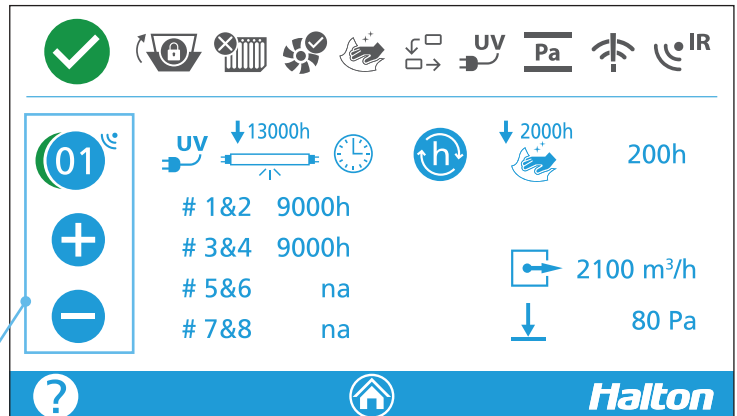 UV Pa IR
01 UV 13000h h 2000h 200h
# 1&2 9000h
# 3&4 9000h
# 5&6 na
# 7&8 na
2100 m³/h
80 Pa
? Halton